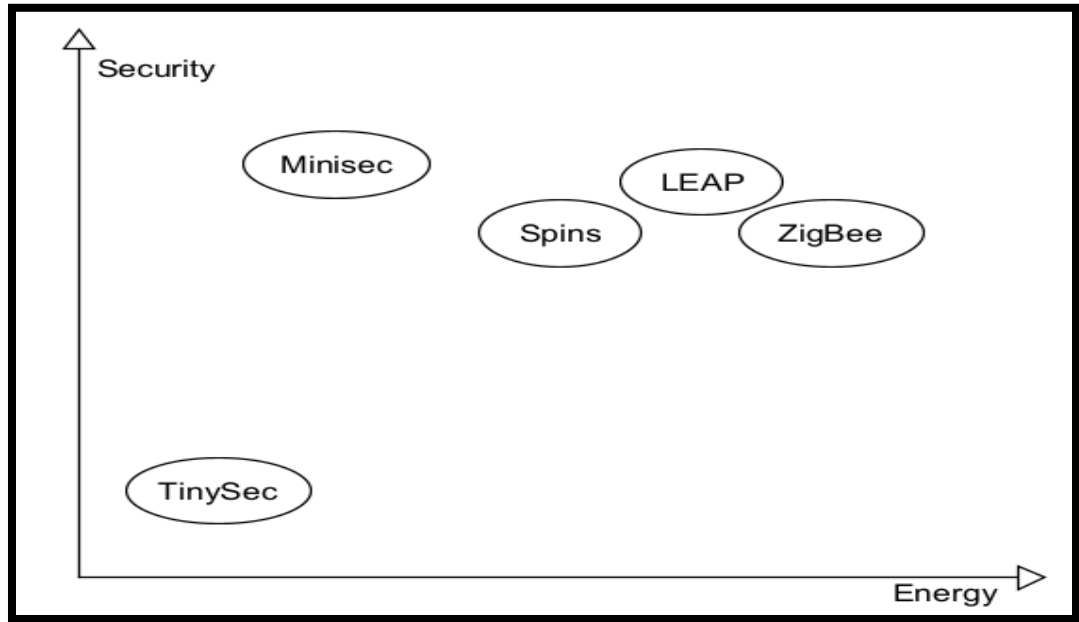 Security
Minisec
LEAP
Spins
ZigBee
TinySec
Energy